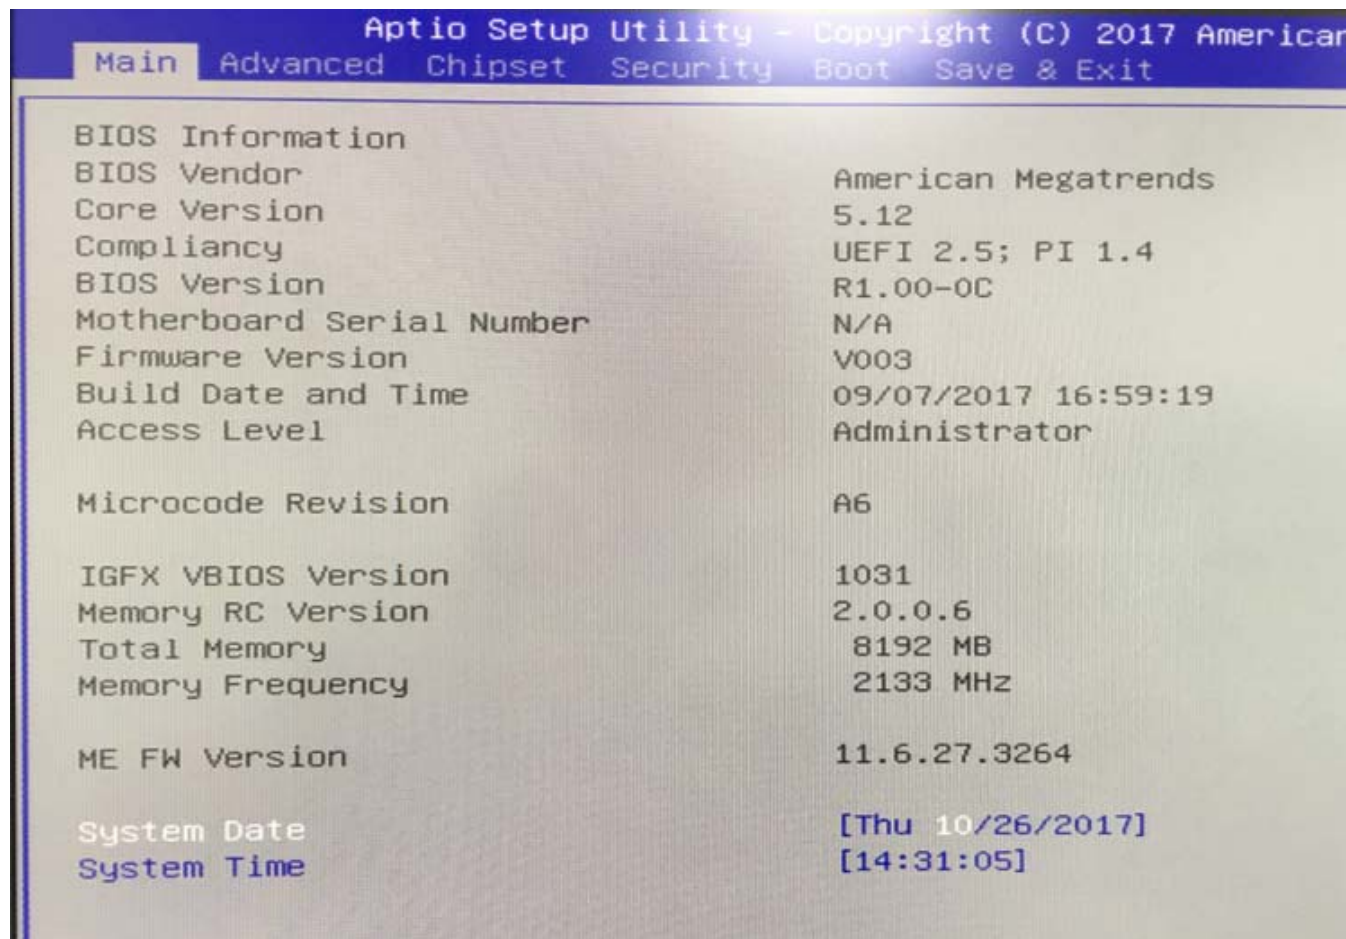 Aptio Setup Utility - Copyright (C) 2017 American
Main Advanced Chipset Security Boot Save & Exit
BIOS Information
BIOS Vendor American Megatrends
Core Version 5.12
Compliancy UEFI 2.5; PI 1.4
BIOS Version R1.00-0C
Motherboard Serial Number N/A
Firmware Version V003
Build Date and Time 09/07/2017 16:59:19
Access Level Administrator
Microcode Revision A6
IGFX VBIOS Version 1031
Memory RC Version 2.0.0.6
Total Memory 8192 MB
Memory Frequency 2133 MHz
ME FW Version 11.6.27.3264
System Date [Thu 10/26/2017]
System Time [14:31:05]